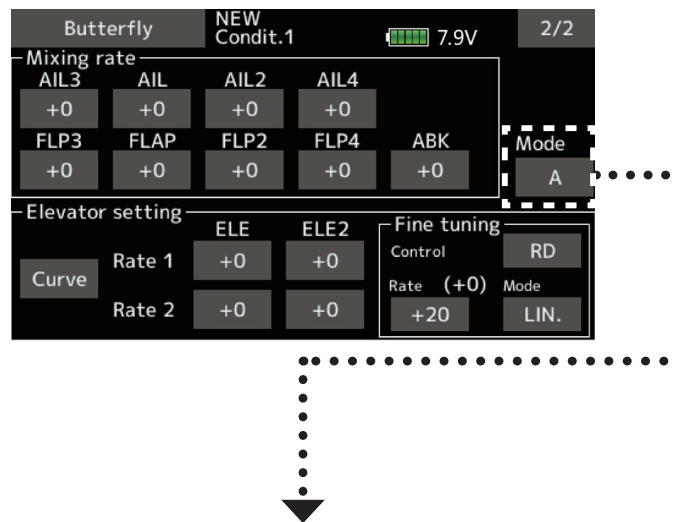 Butterfly NEW 7.9V 2/2
Condit.1
Mixing rate
AIL3 AIL AIL2 AIL4
+0 +0 +0 +0
FLP3 FLAP FLP2 FLP4 ABK Mode
+0 +0 +0 +0 +0 A
Elevator setting
ELE ELE2 Fine tuning
Control RD
Rate 1 +0 +0
Curve
Rate (+0) Mode
Rate 2 +0 +0 +20 LIN.